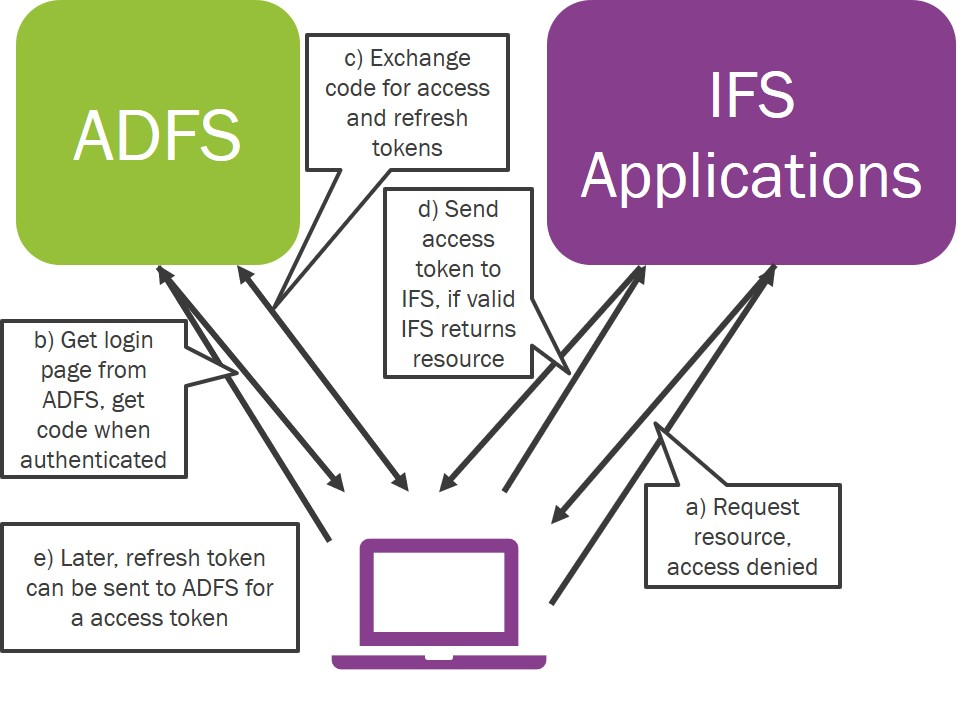 ADFS
IFS
Applications
c) Exchange
code for access
and refresh
tokens
d) Send
access
token to
IFS, if valid
IFS returns
resource
b) Get login
page from
ADFS, get
code when
authenticated
a) Request
resource,
access denied
e) Later, refresh token
can be sent to ADFS for
a access token